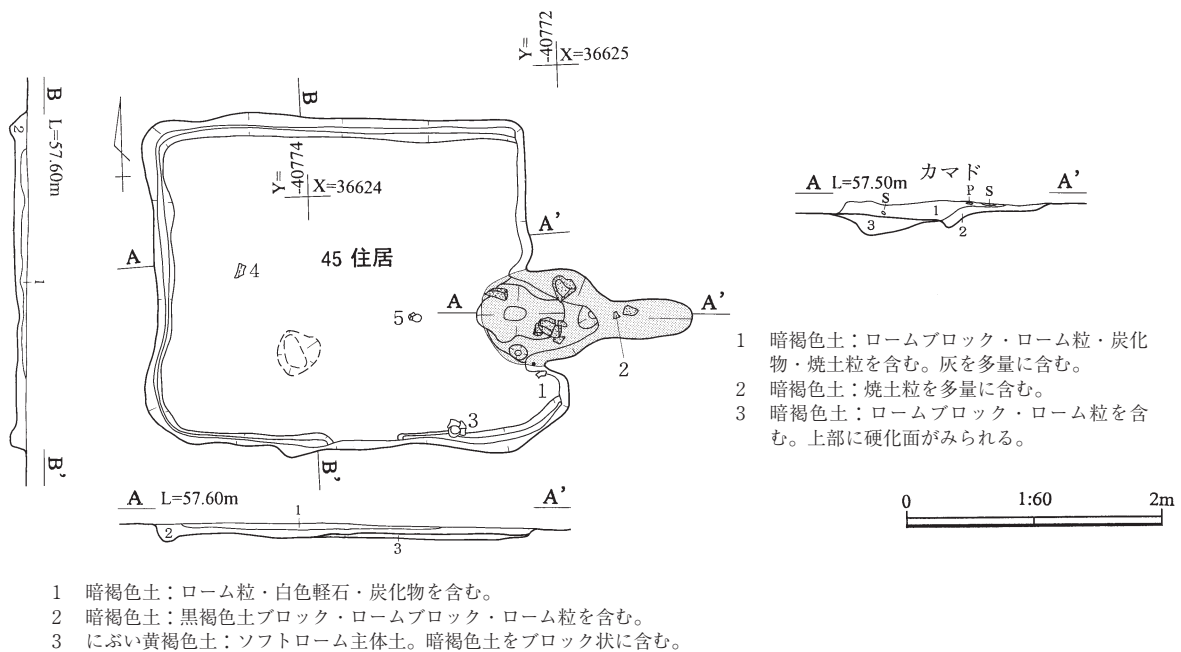 Y=
-40772
X=36625
B
L=57.60m
2
1
B'
B
Y=
-40774
X=36624
A
A'
45 住居
4
5
A
A'
1
2
3
B'
カマド
A L=57.50m A'
S
P S
1
2
3
1 暗褐色土：ロームブロック・ローム粒・炭化
物・焼土粒を含む。灰を多量に含む。
2 暗褐色土：焼土粒を多量に含む。
3 暗褐色土：ロームブロック・ローム粒を含
む。上部に硬化面がみられる。
A L=57.60m A'
1
2
3
0 1:60 2m
1 暗褐色土：ローム粒・白色軽石・炭化物を含む。
2 暗褐色土：黒褐色土ブロック・ロームブロック・ローム粒を含む。
3 にぶい黄褐色土：ソフトローム主体土。暗褐色土をブロック状に含む。